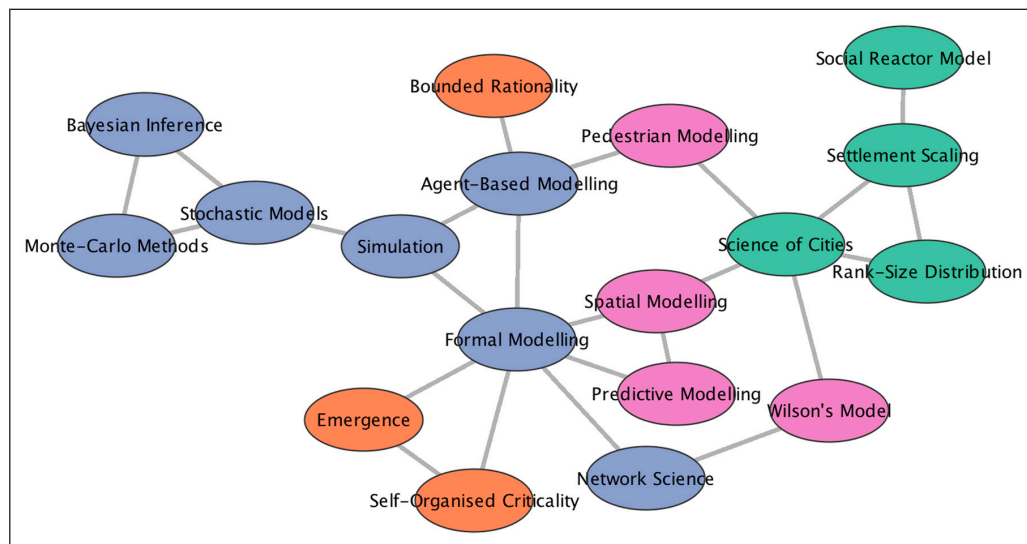 Social Reactor Model
Bounded Rationality
Bayesian Inference
Pedestrian Modelling
Settlement Scaling
Agent-Based Modelling
Stochastic Models
Monte-Carlo Methods
Simulation
Science of Cities
Rank-Size Distribution
Spatial Modelling
Formal Modelling
Predictive Modelling
Wilson's Model
Emergence
Network Science
Self-Organised Criticality